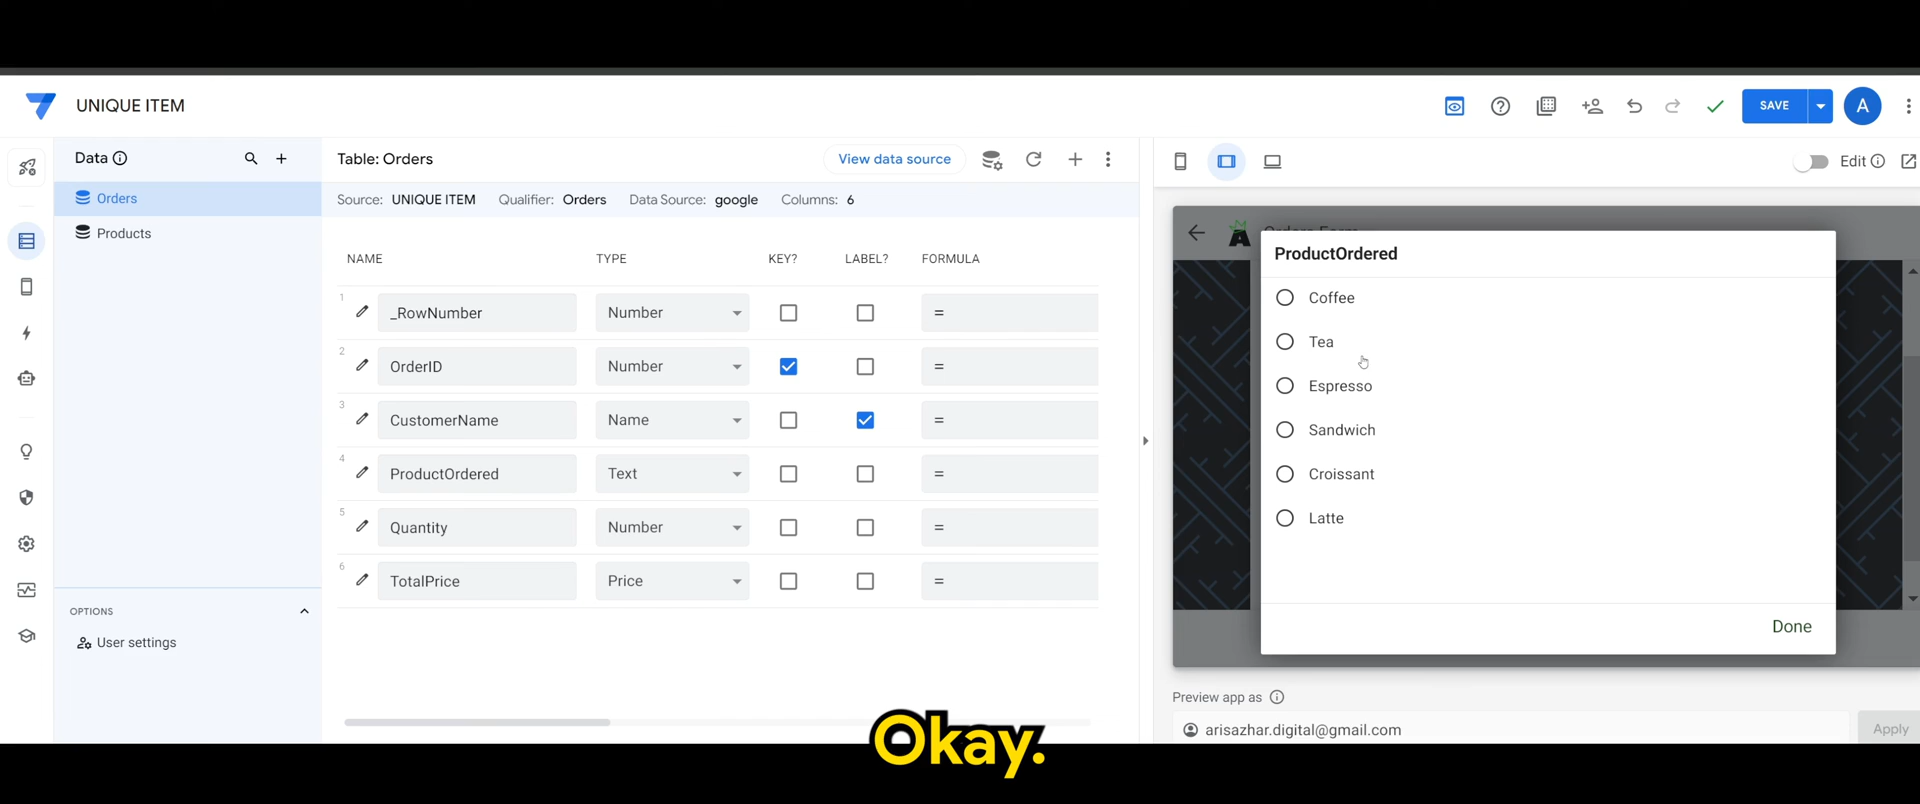 UNIQUE ITEM
SAVE
A
Data
Table: Orders
View data source
Edit
Orders
Products
Source: UNIQUE ITEM Qualifier: Orders Data Source: google Columns: 6
NAME TYPE KEY? LABEL? FORMULA
1 _RowNumber Number =
2 OrderID Number =
3 CustomerName Name =
4 ProductOrdered Text =
5 Quantity Number =
6 TotalPrice Price =
OPTIONS
User settings
Orders Form
ProductOrdered
Coffee
Tea
Espresso
Sandwich
Croissant
Latte
Done
Preview app as
arisazhar.digital@gmail.com
Apply
Okay.